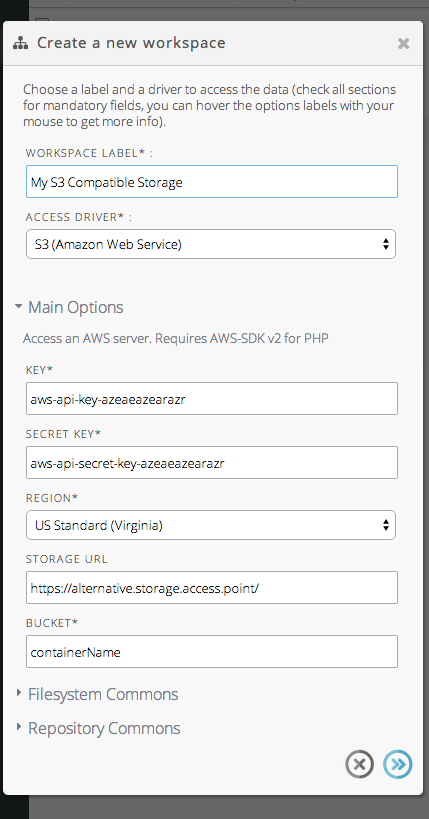 Create a new workspace
Choose a label and a driver to access the data (check all sections
for mandatory fields, you can hover the options labels with your
mouse to get more info).
WORKSPACE LABEL* :
My S3 Compatible Storage
ACCESS DRIVER* :
S3 (Amazon Web Service)
Main Options
Access an AWS server. Requires AWS-SDK v2 for PHP
KEY*
aws-api-key-azeaeazearazr
SECRET KEY*
aws-api-secret-key-azeaeazearazr
REGION*
US Standard (Virginia)
STORAGE URL
https://alternative.storage.access.point/
BUCKET*
containerName
Filesystem Commons
Repository Commons